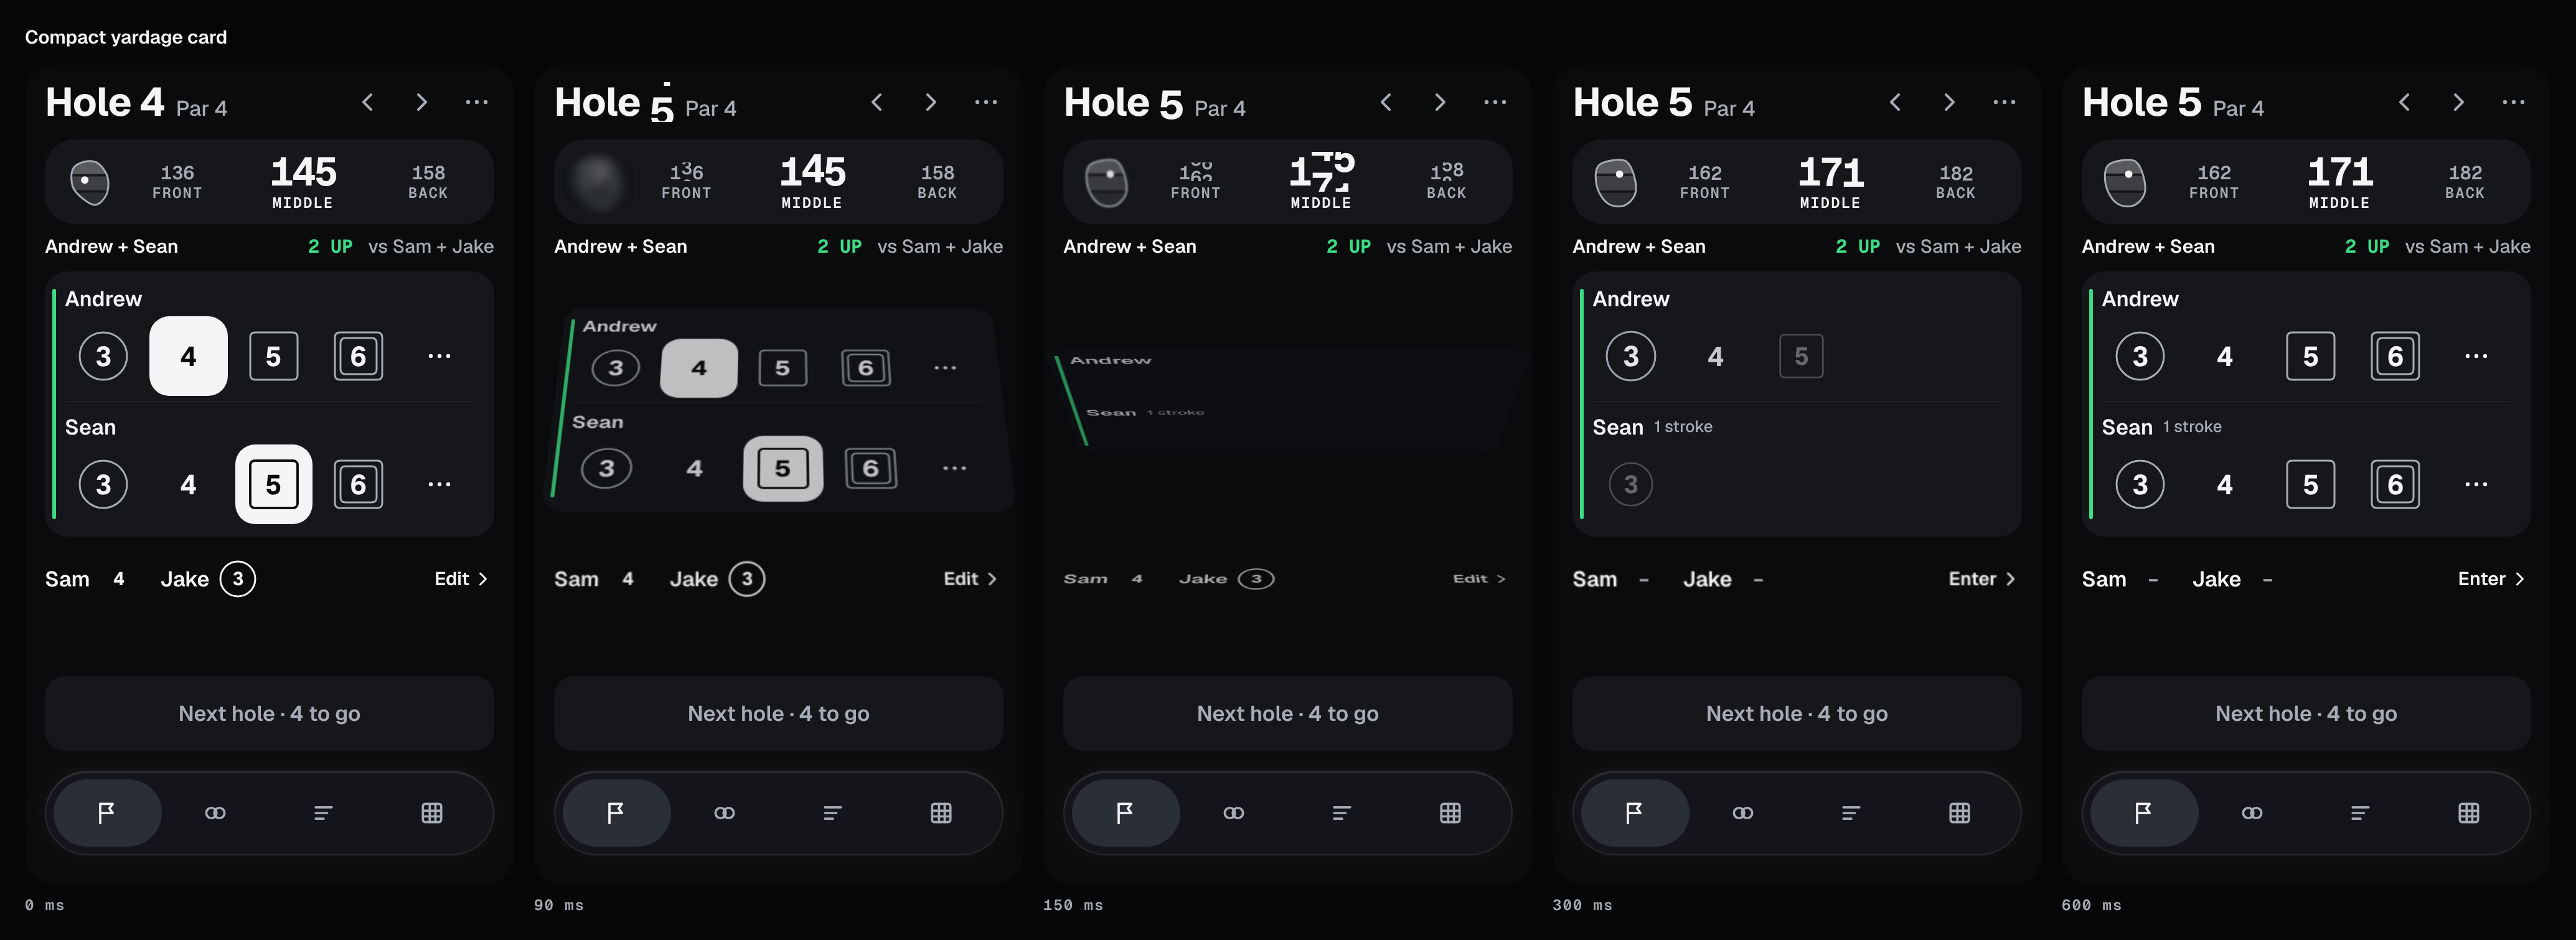 Compact yardage card
Hole 4 Par 4
136 145 158
FRONT MIDDLE BACK
Andrew + Sean 2 UP vs Sam + Jake
Andrew
3 4 5 6 ...
Sean
3 4 5 6 ...
Sam 4 Jake 3 Edit >
Next hole · 4 to go
0 ms
Hole 5 Par 4
136 145 158
FRONT MIDDLE BACK
Andrew + Sean 2 UP vs Sam + Jake
Andrew
3 4 5 6 ...
Sean
3 4 5 6 ...
Sam 4 Jake 3 Edit >
Next hole · 4 to go
90 ms
Hole 5 Par 4
FRONT MIDDLE BACK
Andrew + Sean 2 UP vs Sam + Jake
Andrew
Sean 1 stroke
Sam 4 Jake 3 Edit >
Next hole · 4 to go
150 ms
Hole 5 Par 4
162 171 182
FRONT MIDDLE BACK
Andrew + Sean 2 UP vs Sam + Jake
Andrew
3 4 5
Sean 1 stroke
3
Sam – Jake – Enter >
Next hole · 4 to go
300 ms
Hole 5 Par 4
162 171 182
FRONT MIDDLE BACK
Andrew + Sean 2 UP vs Sam + Jake
Andrew
3 4 5 6 ...
Sean 1 stroke
3 4 5 6 ...
Sam – Jake – Enter >
Next hole · 4 to go
600 ms